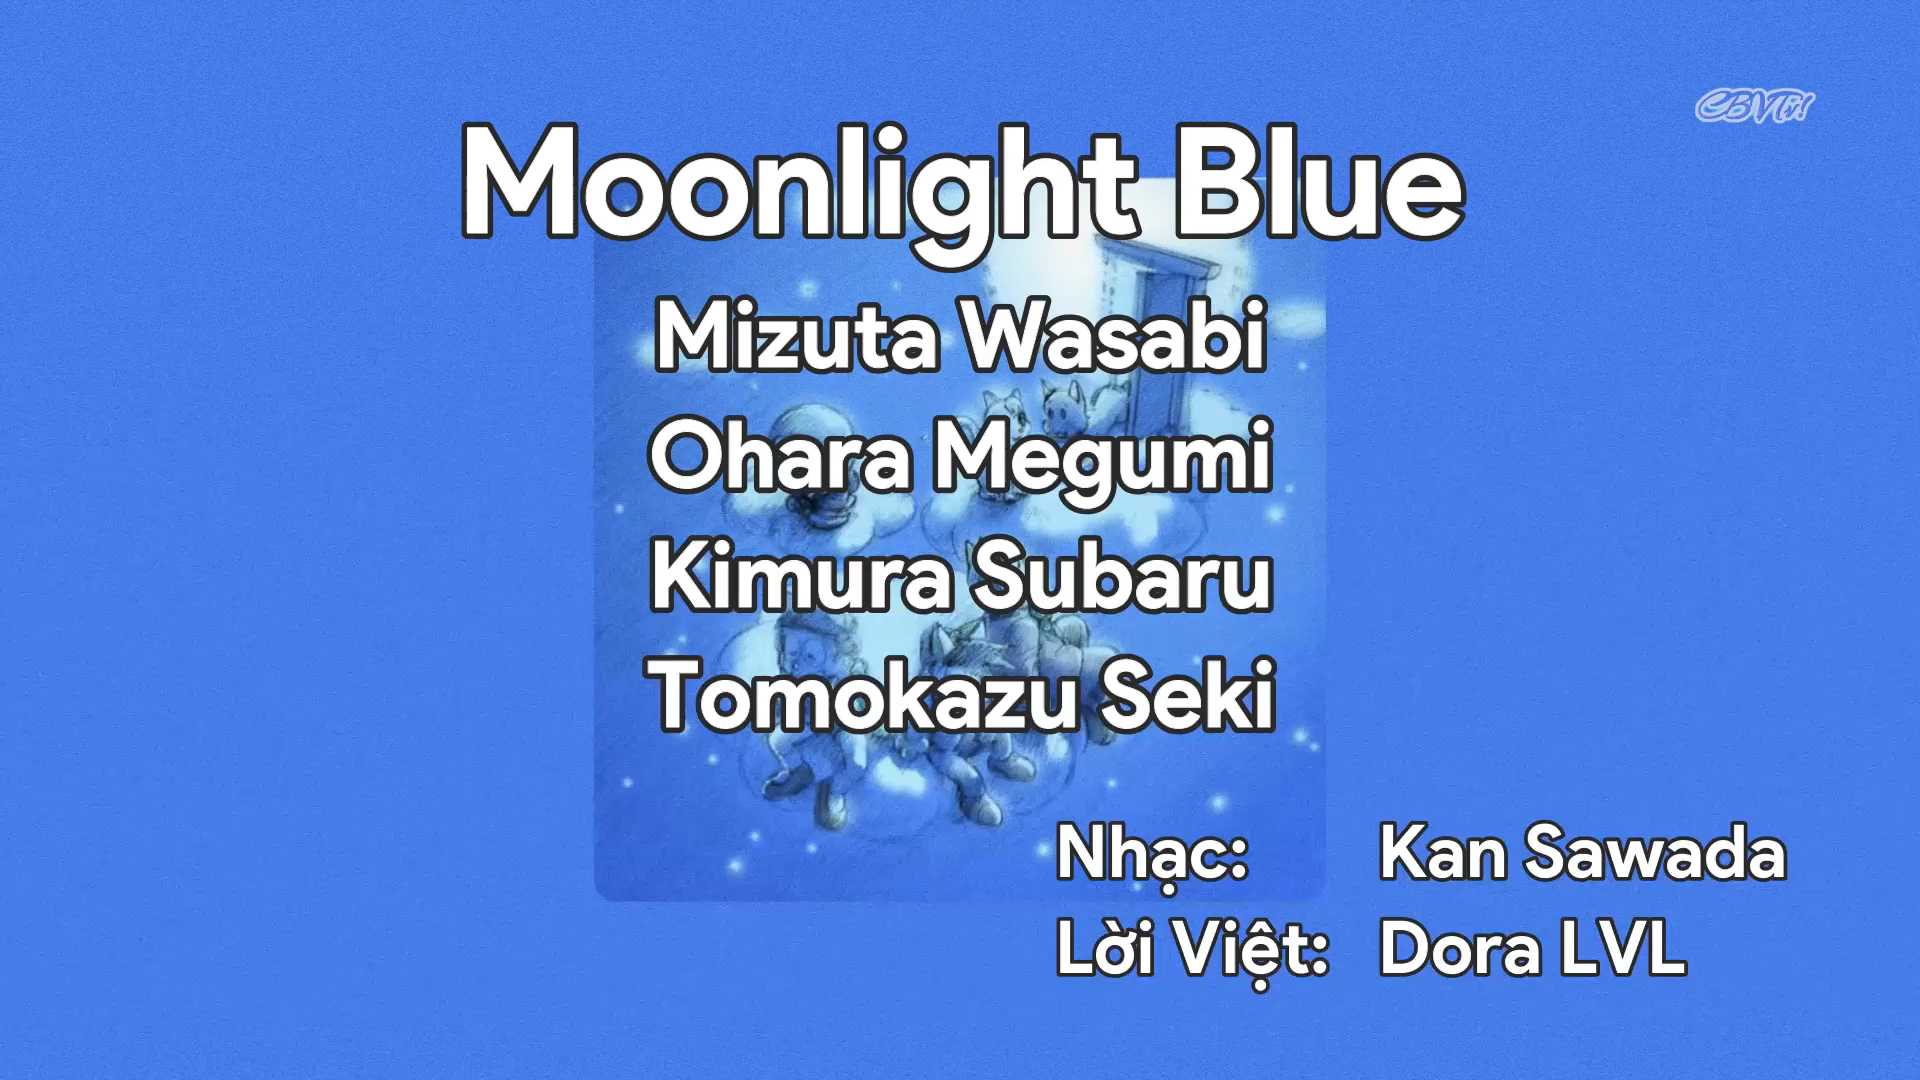 Moonlight Blue
Mizuta Wasabi
Ohara Megumi
Kimura Subaru
Tomokazu Seki
Nhạc: Kan Sawada
Lời Việt: Dora LVL